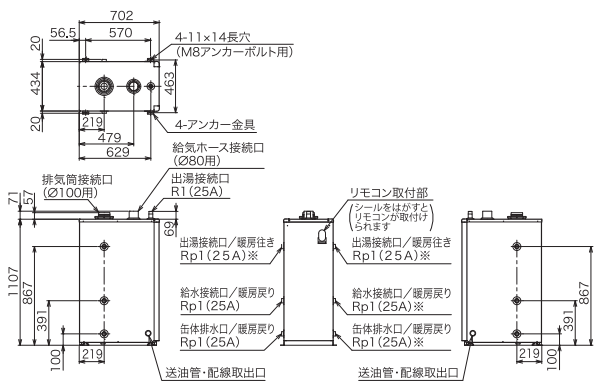 702
56.5
570
4-11×14長穴
(M8アンカーボルト用)
20
434
20
463
219
479
629
4-アンカー金具
給気ホース接続口
(Ø80用)
排気筒接続口
(Ø100用)
出湯接続口
R1(25A)
リモコン取付部
(シールをはがすと
リモコンが取付け
られます)
71
57
69
1107
867
391
100
219
出湯接続口/暖房往き
Rp1(25A)※
給水接続口/暖房戻り
Rp1(25A)
缶体排水口/暖房戻り
Rp1(25A)※
送油管・配線取出口
出湯接続口/暖房往き
Rp1(25A)※
給水接続口/暖房戻り
Rp1(25A)※
缶体排水口/暖房戻り
Rp1(25A)※
送油管・配線取出口
867
391
100
219